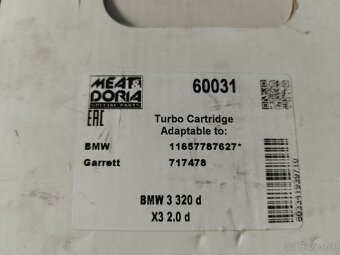 MEAT&
DORIA
SPECIAL PARTS
60031
EAC
Turbo Cartridge
Adaptable to:
BMW 11657787627*
Garrett 717478
BMW 3 320 d
X3 2.0 d